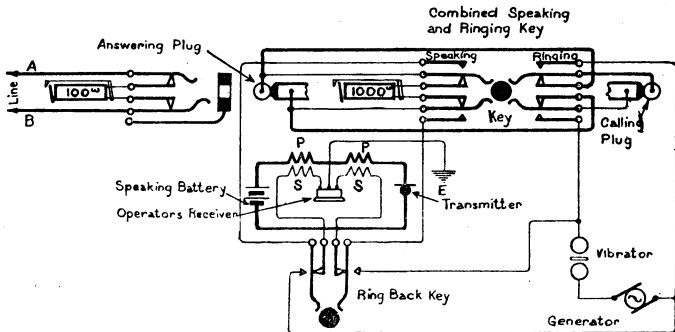 Combined Speaking
and Ringing Key
Answering Plug
Speaking
Ringing
A
Line
100ω
B
1000ω
Key
Calling
Plug
P
P
S
S
E
Speaking Battery
Operators Receiver
Transmitter
Vibrator
Ring Back Key
Generator